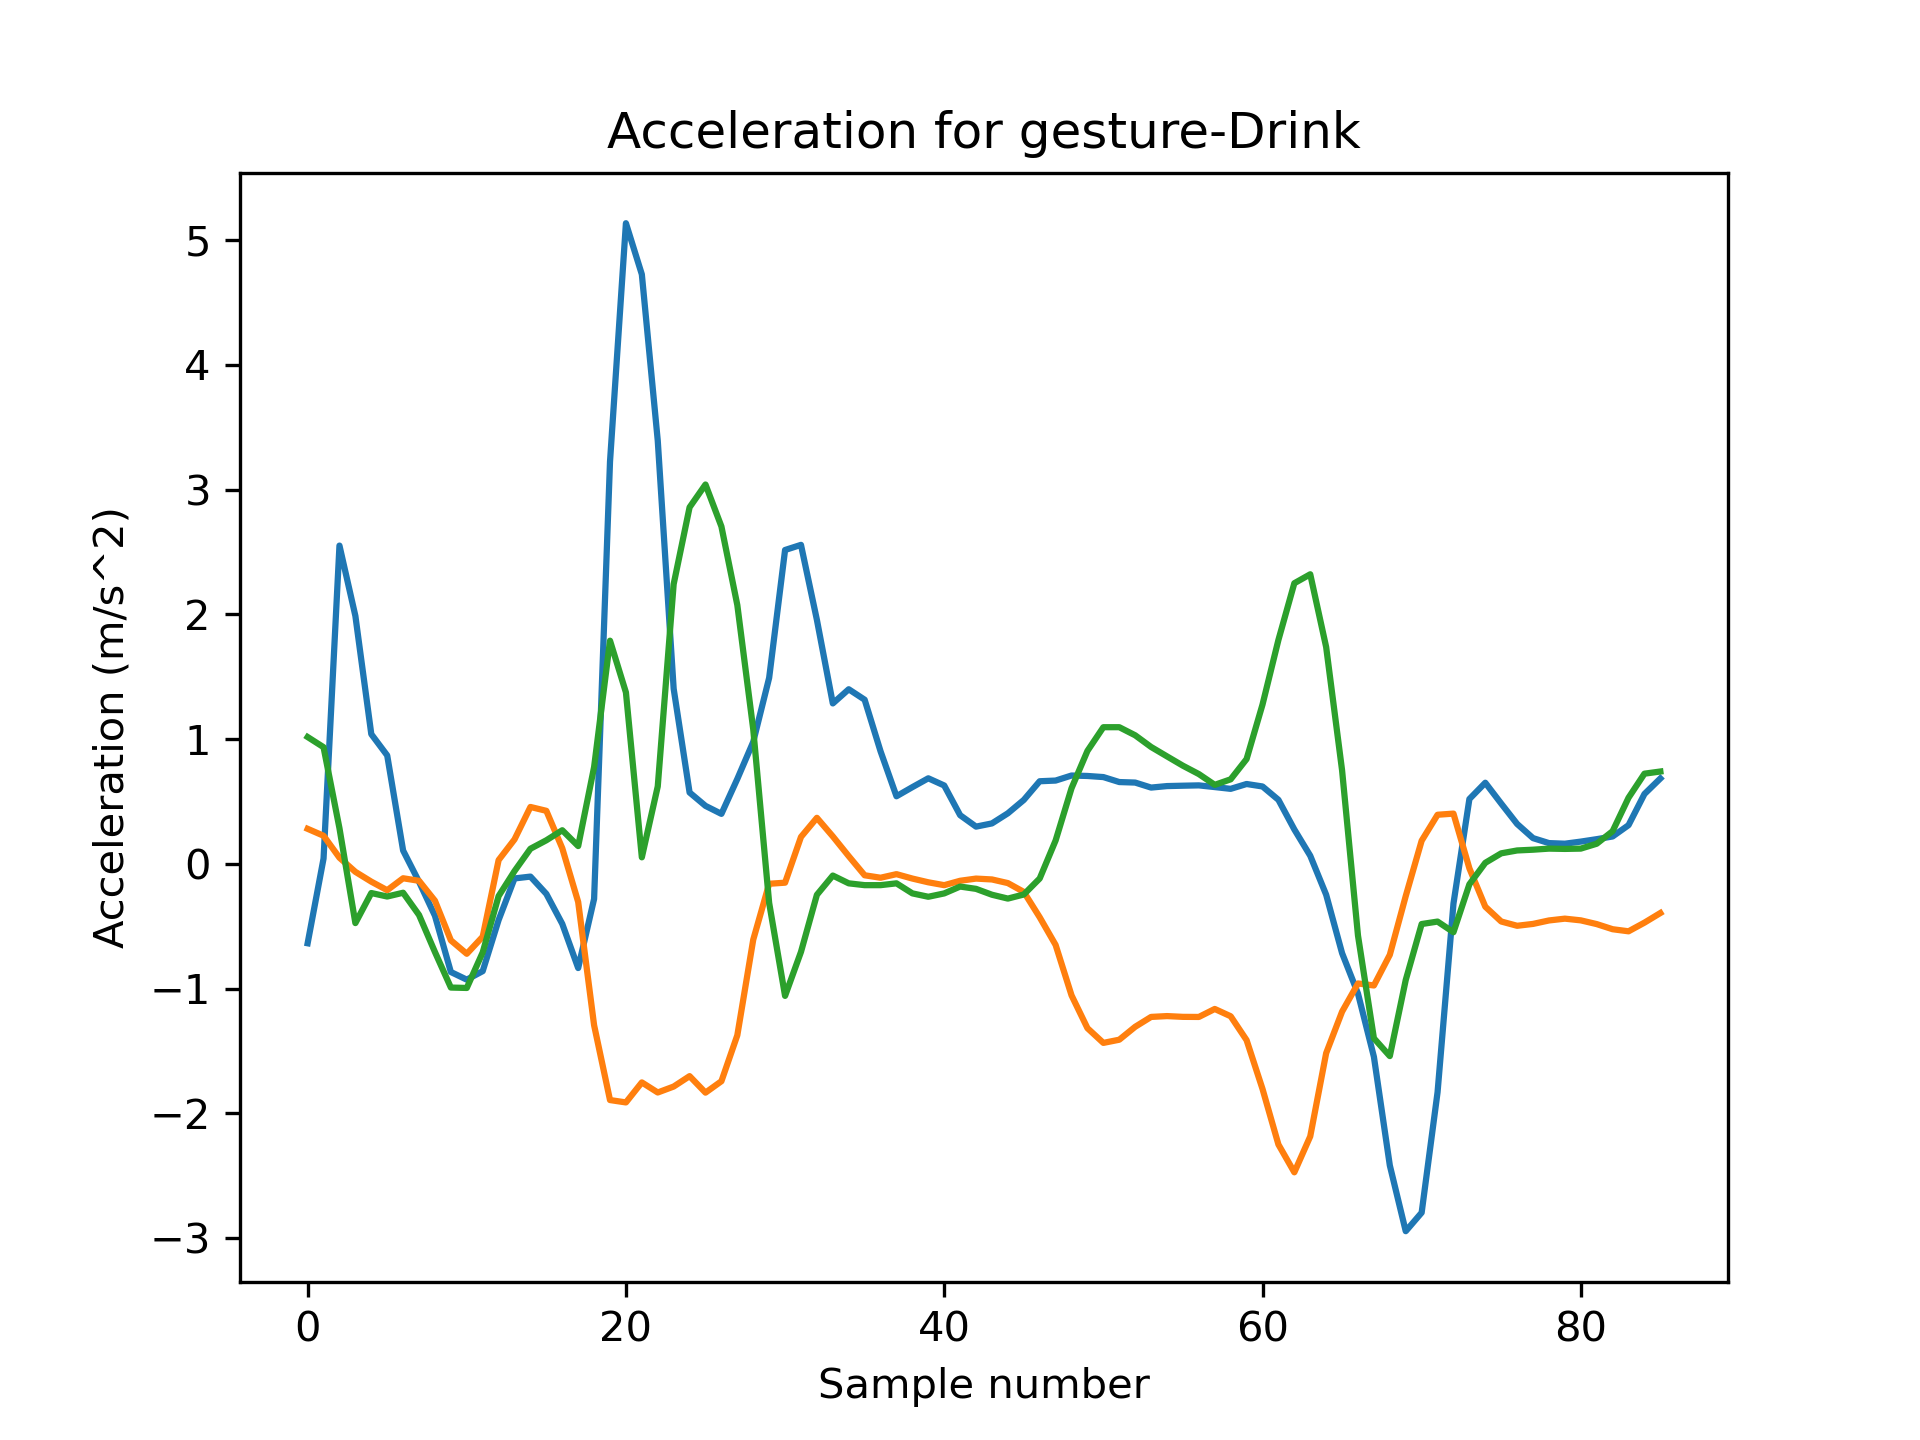 Acceleration for gesture-Drink
Acceleration (m/s^2)
5
4
3
2
1
0
−1
−2
−3
0 20 40 60 80
Sample number